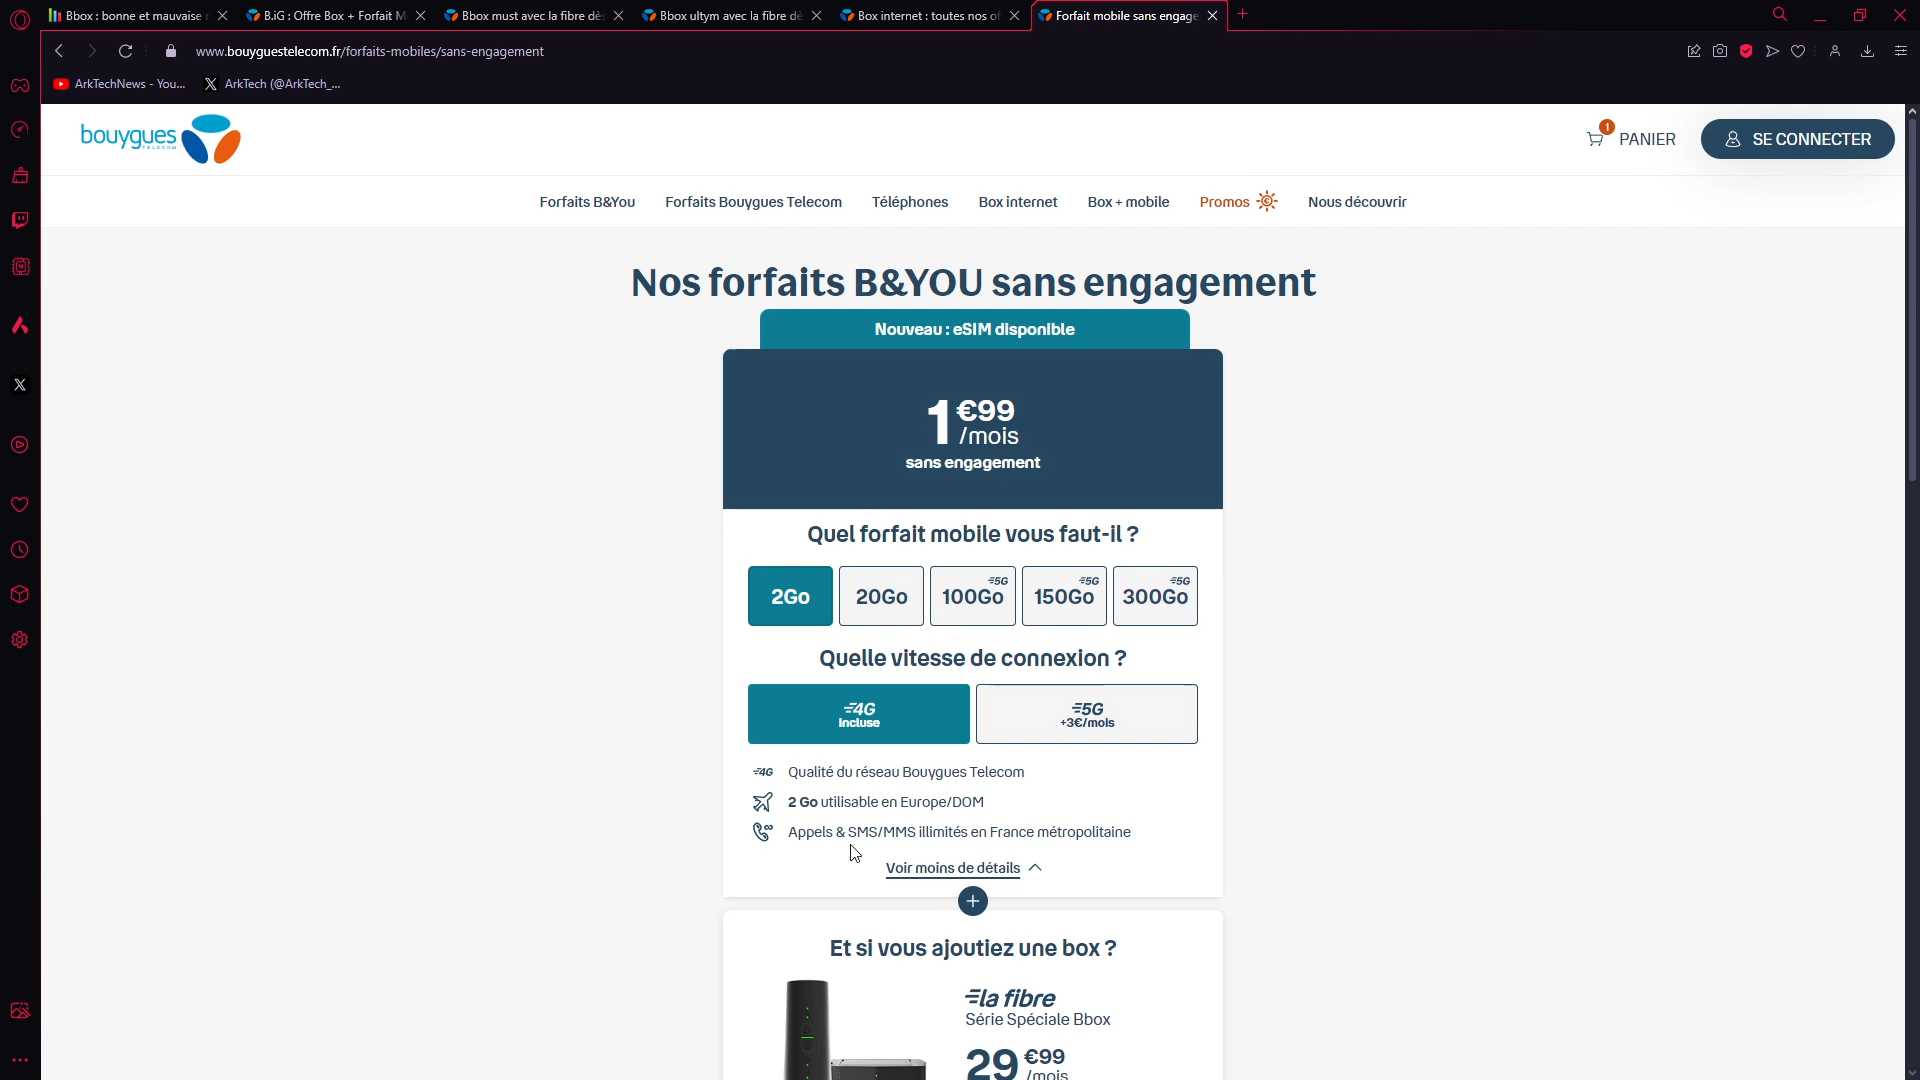 Bbox : bonne et mauvaise
B.iG : Offre Box + Forfait M
Bbox must avec la fibre dè
Bbox ultym avec la fibre dè
Box internet : toutes nos of
Forfait mobile sans engage
www.bouyguestelecom.fr/forfaits-mobiles/sans-engagement
ArkTechNews - You...
ArkTech (@ArkTech_...
bouygues
TELECOM
1
PANIER
SE CONNECTER
Forfaits B&You
Forfaits Bouygues Telecom
Téléphones
Box internet
Box + mobile
Promos
Nous découvrir
Nos forfaits B&YOU sans engagement
Nouveau : eSIM disponible
1€99
/mois
sans engagement
Quel forfait mobile vous faut-il ?
2Go
20Go
5G
100Go
5G
150Go
5G
300Go
Quelle vitesse de connexion ?
4G
Incluse
5G
+3€/mois
4G Qualité du réseau Bouygues Telecom
2 Go utilisable en Europe/DOM
Appels & SMS/MMS illimités en France métropolitaine
Voir moins de détails
+
Et si vous ajoutiez une box ?
la fibre
Série Spéciale Bbox
29€99
/mois